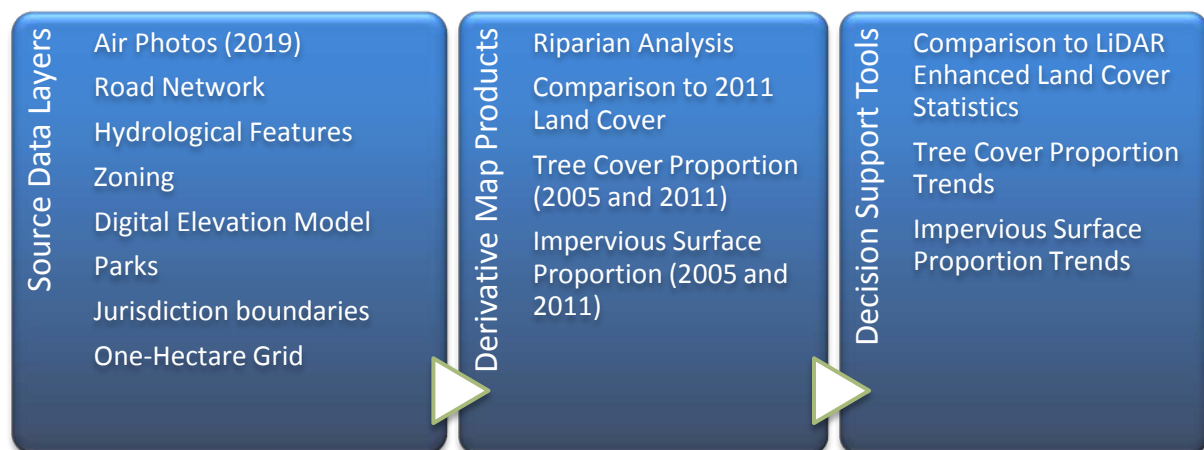 Source Data Layers
Air Photos (2019)
Road Network
Hydrological Features
Zoning
Digital Elevation Model
Parks
Jurisdiction boundaries
One-Hectare Grid
Derivative Map Products
Riparian Analysis
Comparison to 2011
Land Cover
Tree Cover Proportion
(2005 and 2011)
Impervious Surface
Proportion (2005 and
2011)
Decision Support Tools
Comparison to LiDAR
Enhanced Land Cover
Statistics
Tree Cover Proportion
Trends
Impervious Surface
Proportion Trends